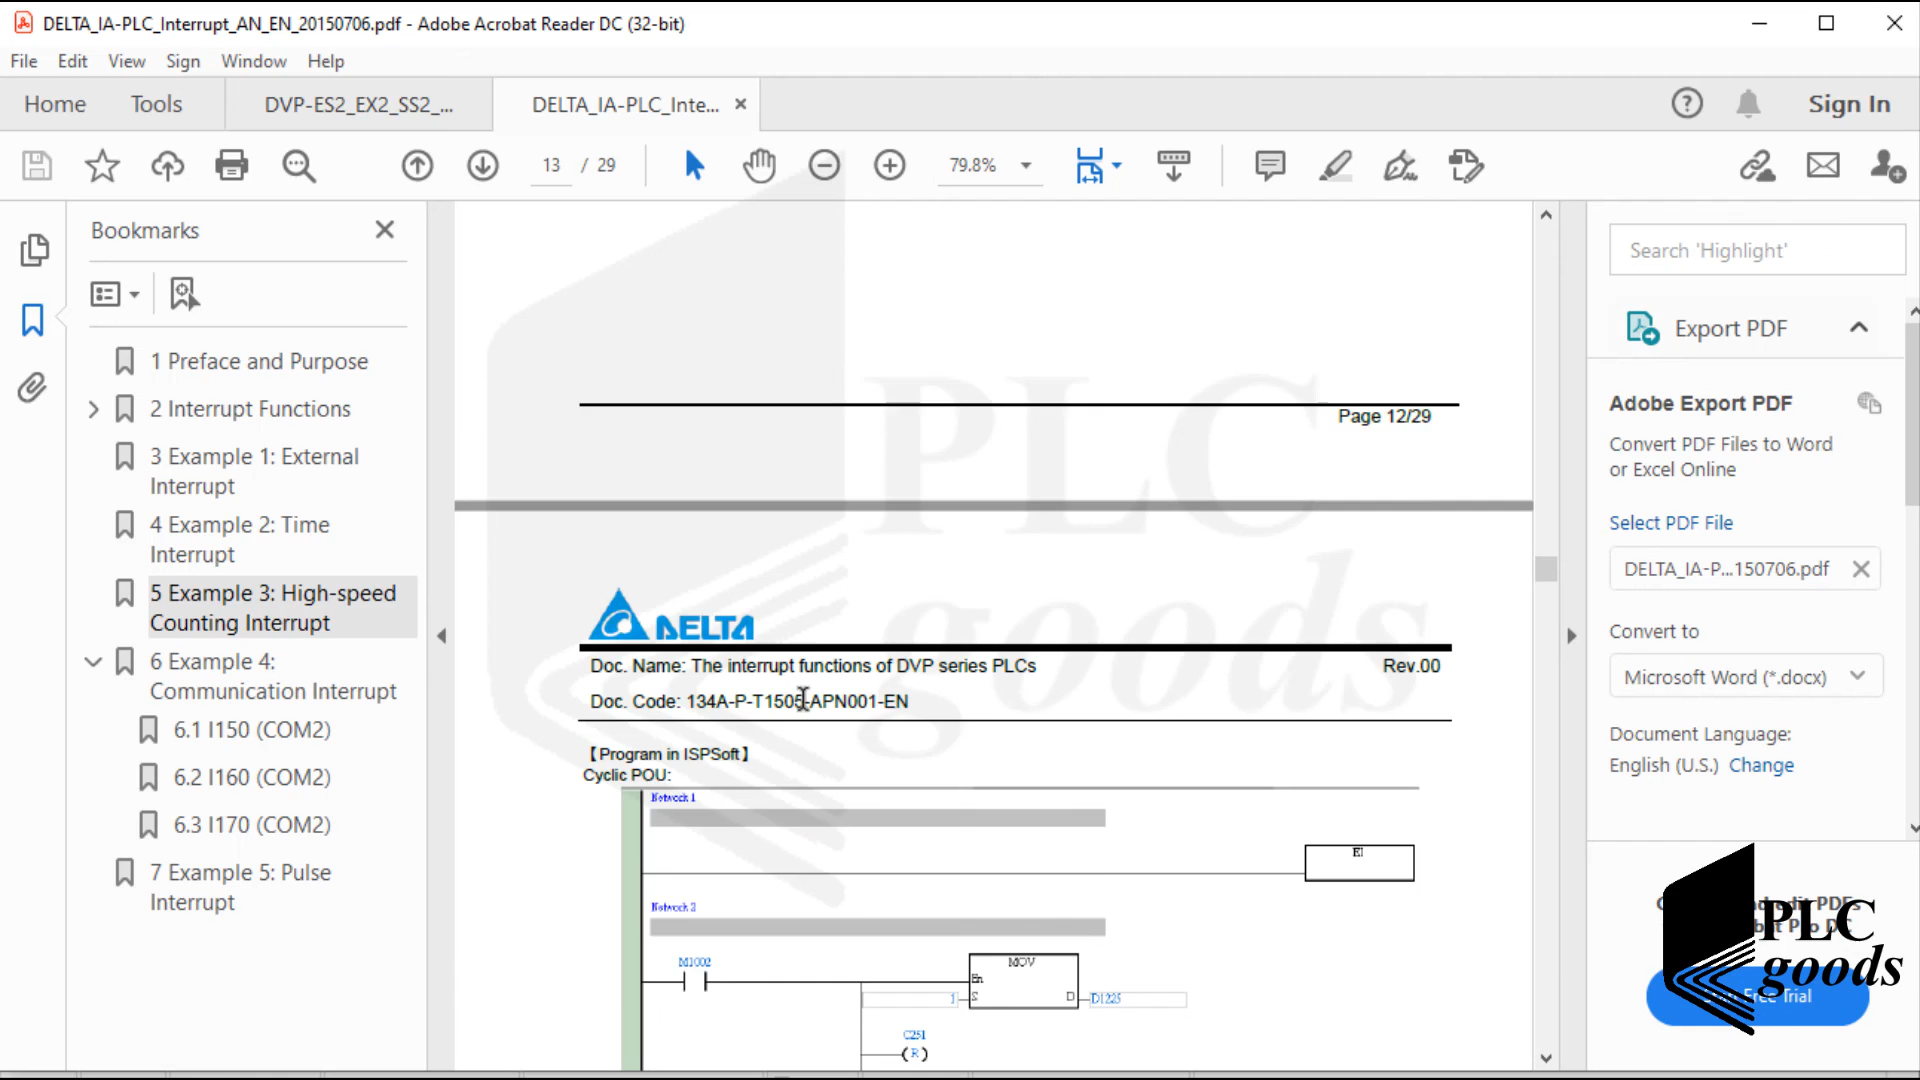 DELTA_IA-PLC_Interrupt_AN_EN_20150706.pdf - Adobe Acrobat Reader DC (32-bit)
File Edit View Sign Window Help
Home Tools DVP-ES2_EX2_SS2_... DELTA_IA-PLC_Inte... Sign In
13 / 29 79.8%
Bookmarks
1 Preface and Purpose
2 Interrupt Functions
3 Example 1: External
Interrupt
4 Example 2: Time
Interrupt
5 Example 3: High-speed
Counting Interrupt
6 Example 4:
Communication Interrupt
6.1 I150 (COM2)
6.2 I160 (COM2)
6.3 I170 (COM2)
7 Example 5: Pulse
Interrupt
Page 12/29
DELTA
Doc. Name: The interrupt functions of DVP series PLCs Rev.00
Doc. Code: 134A-P-T1505-APN001-EN
【Program in ISPSoft】
Cyclic POU:
Network 1
EI
Network 2
M1002
MOV
En
1 S D D1225
C251
(R)
PLC
goods
Search 'Highlight'
Export PDF
Adobe Export PDF
Convert PDF Files to Word
or Excel Online
Select PDF File
DELTA_IA-P...150706.pdf
Convert to
Microsoft Word (*.docx)
Document Language:
English (U.S.) Change
PLC
goods
Free Trial